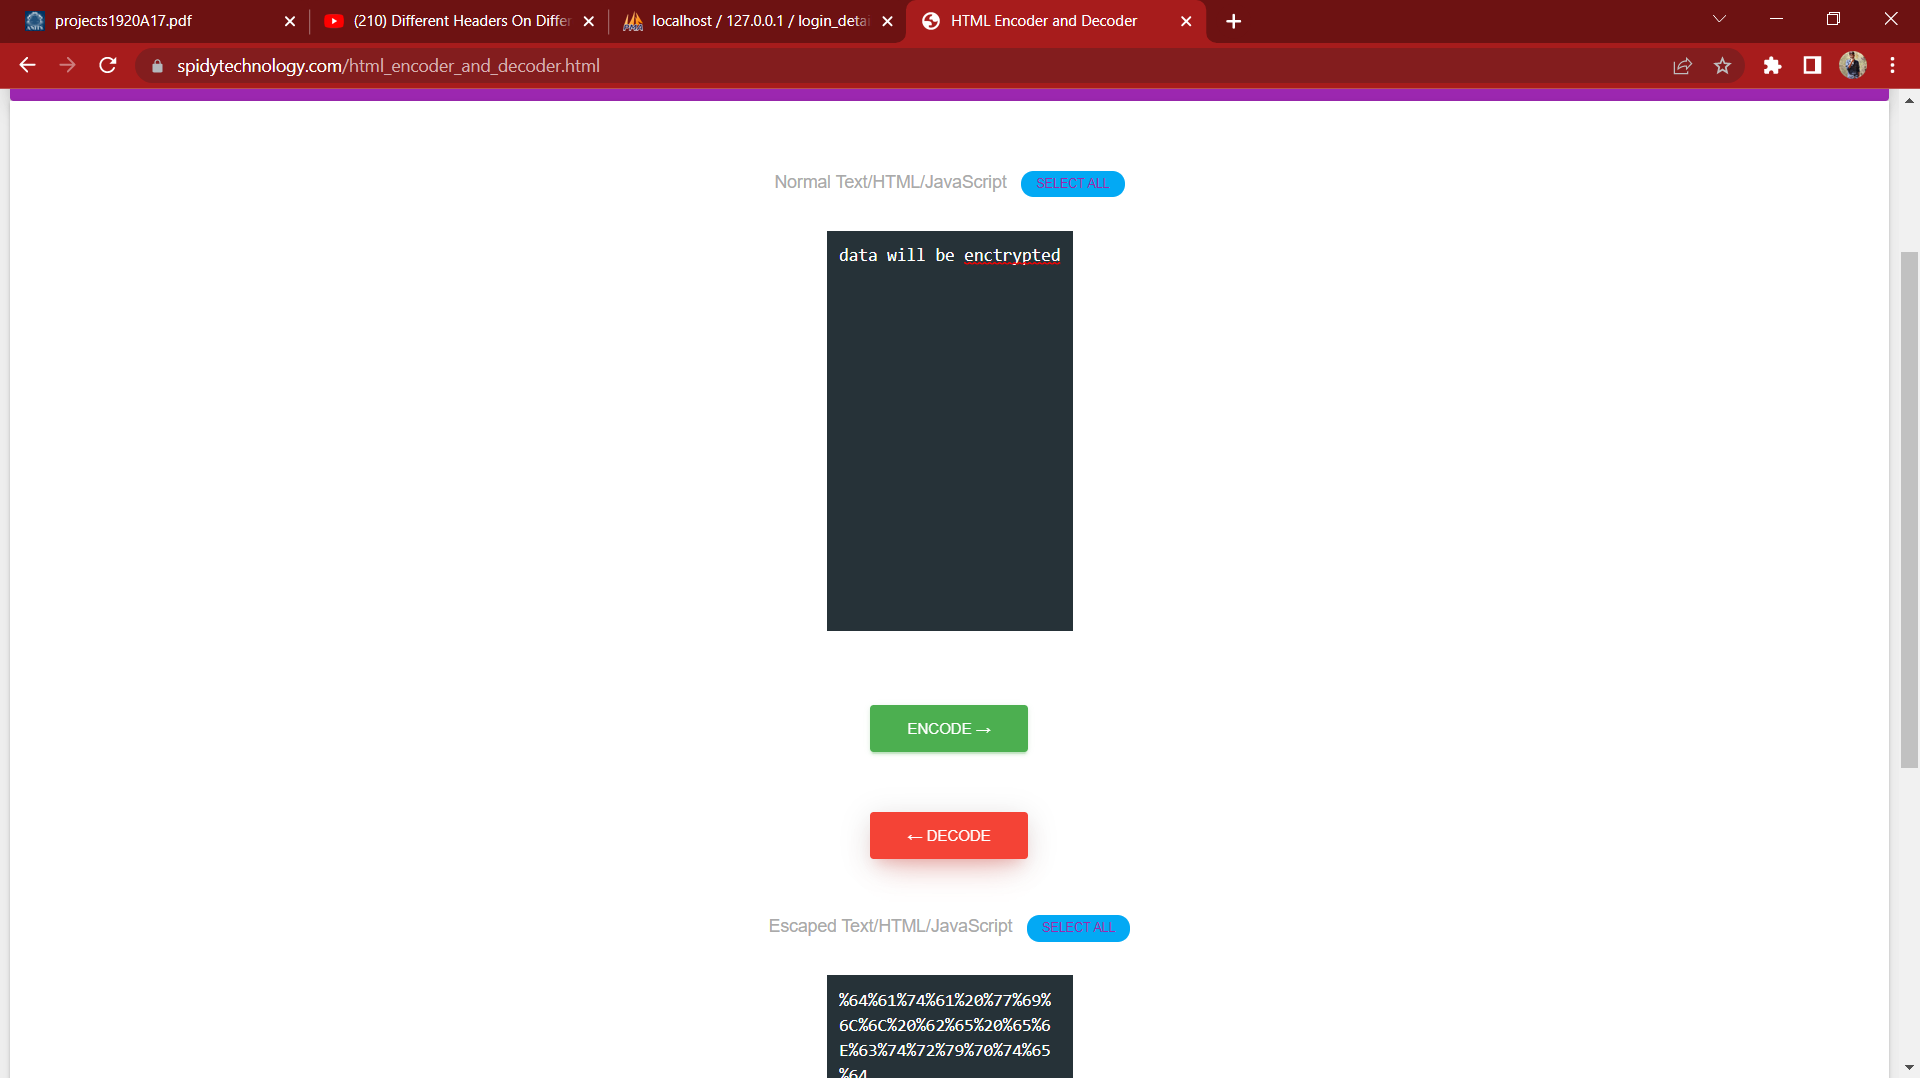 projects1920A17.pdf
(210) Different Headers On Differ
localhost / 127.0.0.1 / login_detai
HTML Encoder and Decoder
spidytechnology.com/html_encoder_and_decoder.html
Normal Text/HTML/JavaScript SELECT ALL
data will be enctrypted
ENCODE →
← DECODE
Escaped Text/HTML/JavaScript SELECT ALL
%64%61%74%61%20%77%69%
6C%6C%20%62%65%20%65%6
E%63%74%72%79%70%74%65
%64